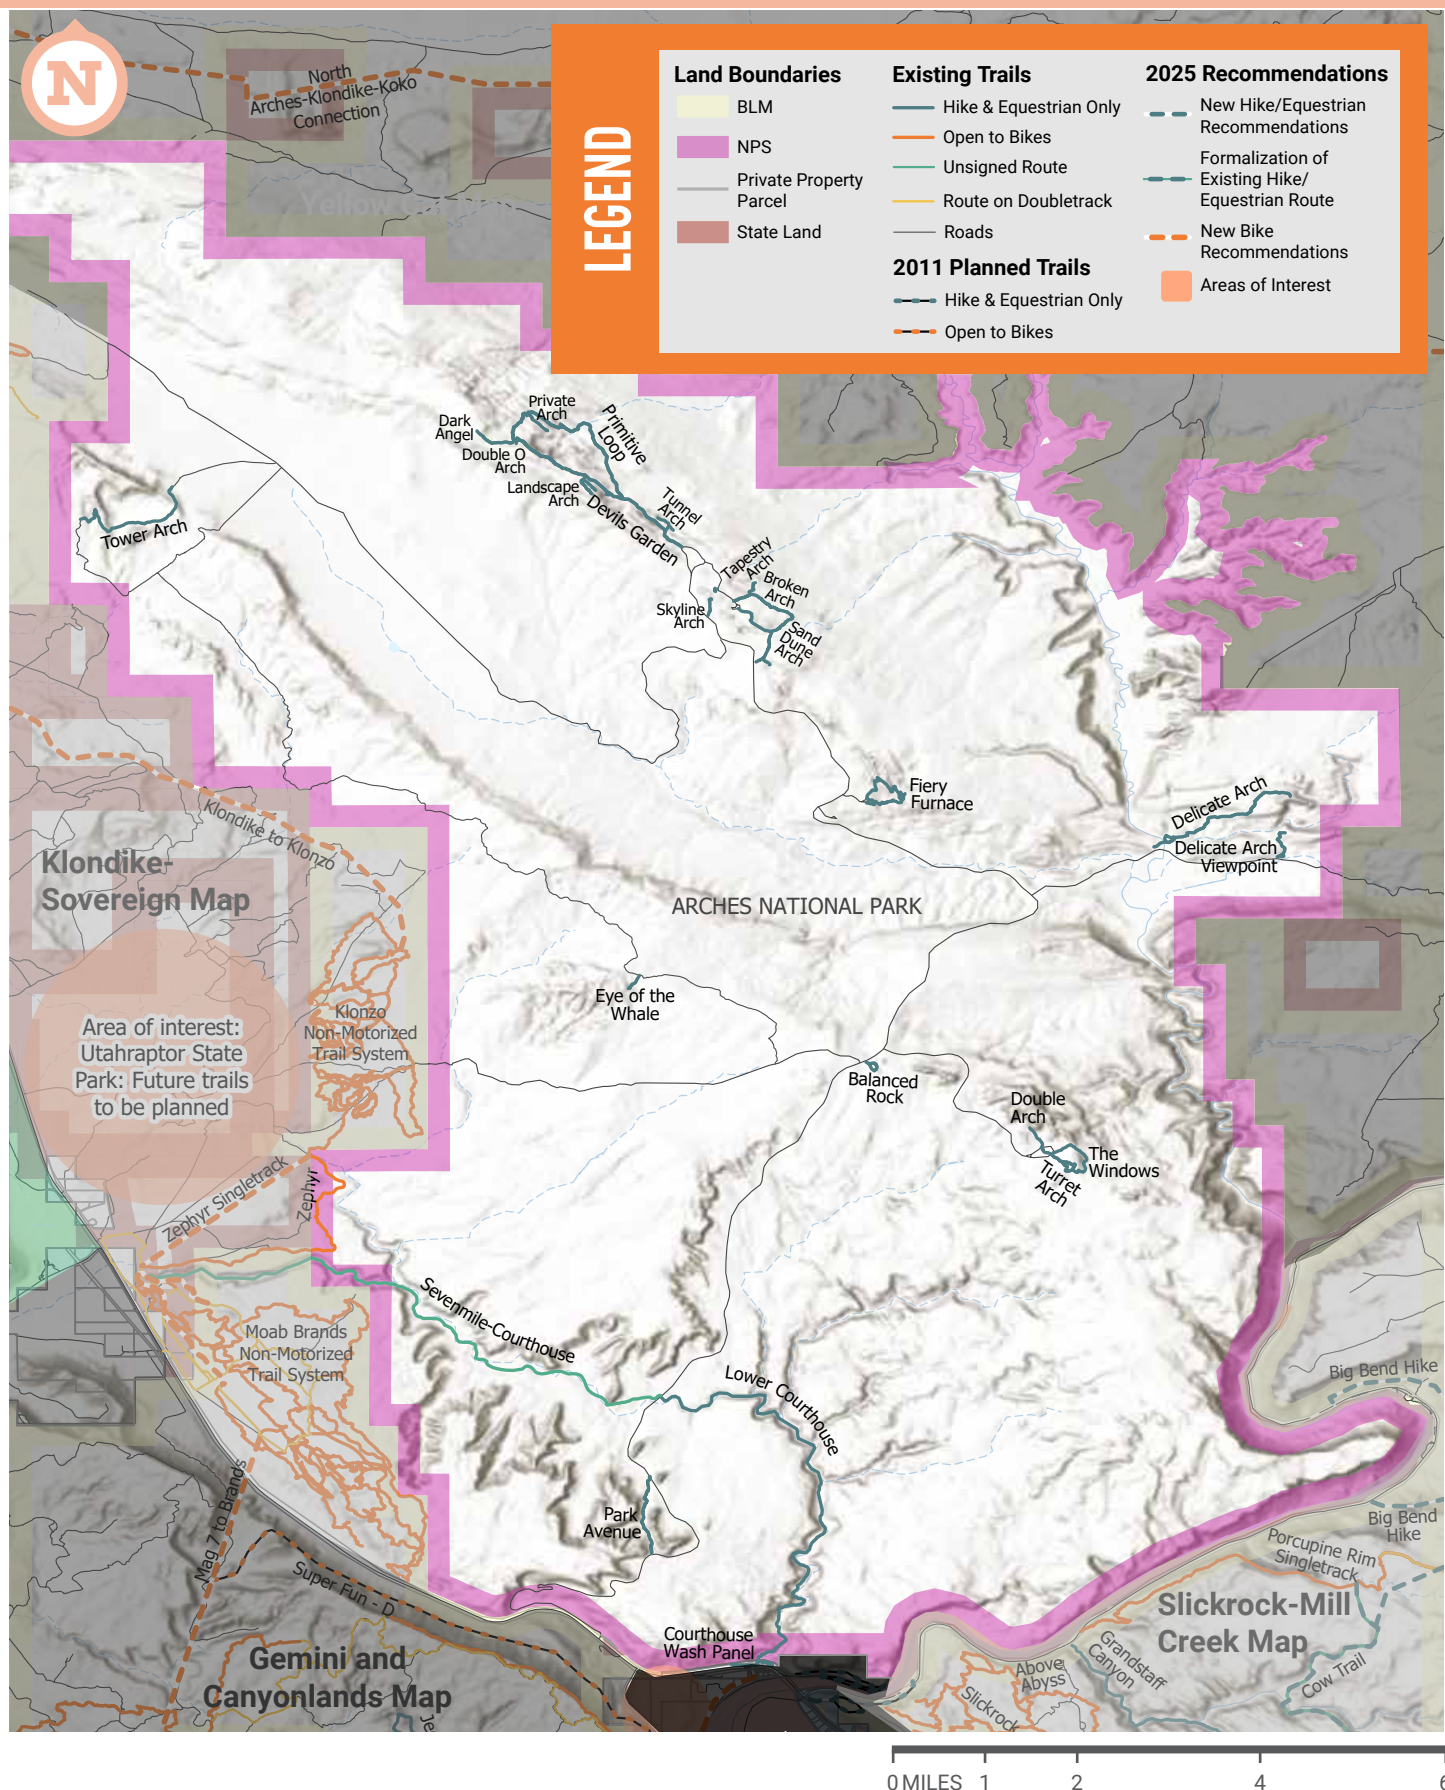 N
North
Arches-Klondike-Koko
Connection
LEGEND
Land Boundaries
BLM
NPS
Private Property
Parcel
State Land
Existing Trails
Hike & Equestrian Only
Open to Bikes
Unsigned Route
Route on Doubletrack
Roads
2011 Planned Trails
Hike & Equestrian Only
Open to Bikes
2025 Recommendations
New Hike/Equestrian
Recommendations
Formalization of
Existing Hike/
Equestrian Route
New Bike
Recommendations
Areas of Interest
Private
Arch
Dark
Angel
Primitive
Loop
Double O
Arch
Landscape
Arch
Devils Garden
Tunnel
Arch
Tower Arch
Tapestry
Arch
Broken
Arch
Skyline
Arch
Sand
Dune
Arch
Fiery
Furnace
Delicate Arch
Delicate Arch
Viewpoint
Klondike to Klonzo
Klondike-
Sovereign Map
ARCHES NATIONAL PARK
Eye of the
Whale
Klonzo
Non-Motorized
Trail System
Area of interest:
Utahraptor State
Park: Future trails
to be planned
Balanced
Rock
Double
Arch
The
Windows
Turret
Arch
Zephyr Singletrack
Zephyr
Sevenmile-Courthouse
Moab Brands
Non-Motorized
Trail System
Lower Courthouse
Big Bend Hike
Park
Avenue
Mag 7 to Brands
Super Fun - D
Big Bend
Hike
Porcupine Rim
Singletrack
Slickrock-Mill
Creek Map
Courthouse
Wash Panel
Gemini and
Canyonlands Map
Grandstaff
Canyon
Above
Abyss
Slickrock
Cow Trail
0 MILES 1 2 4 6